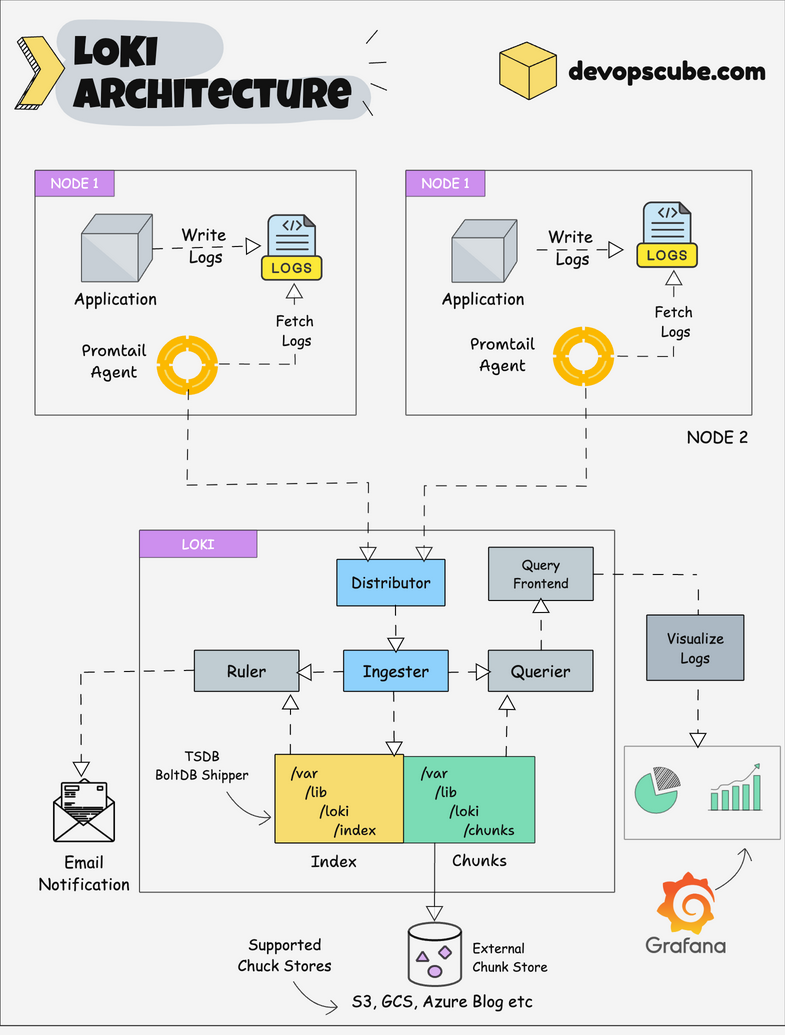 LOKI
ARCHITECTURE
devopscube.com
NODE 1
Write
Logs
LOGS
Application
Fetch
Logs
Promtail
Agent
NODE 1
Write
Logs
LOGS
Application
Fetch
Logs
Promtail
Agent
NODE 2
LOKI
Distributor
Query
Frontend
Visualize
Logs
Ruler
Ingester
Querier
TSDB
BoltDB Shipper
/var
/lib
/loki
/index
/var
/lib
/loki
/chunks
Index
Chunks
Email
Notification
Grafana
Supported
Chuck Stores
External
Chunk Store
S3, GCS, Azure Blog etc